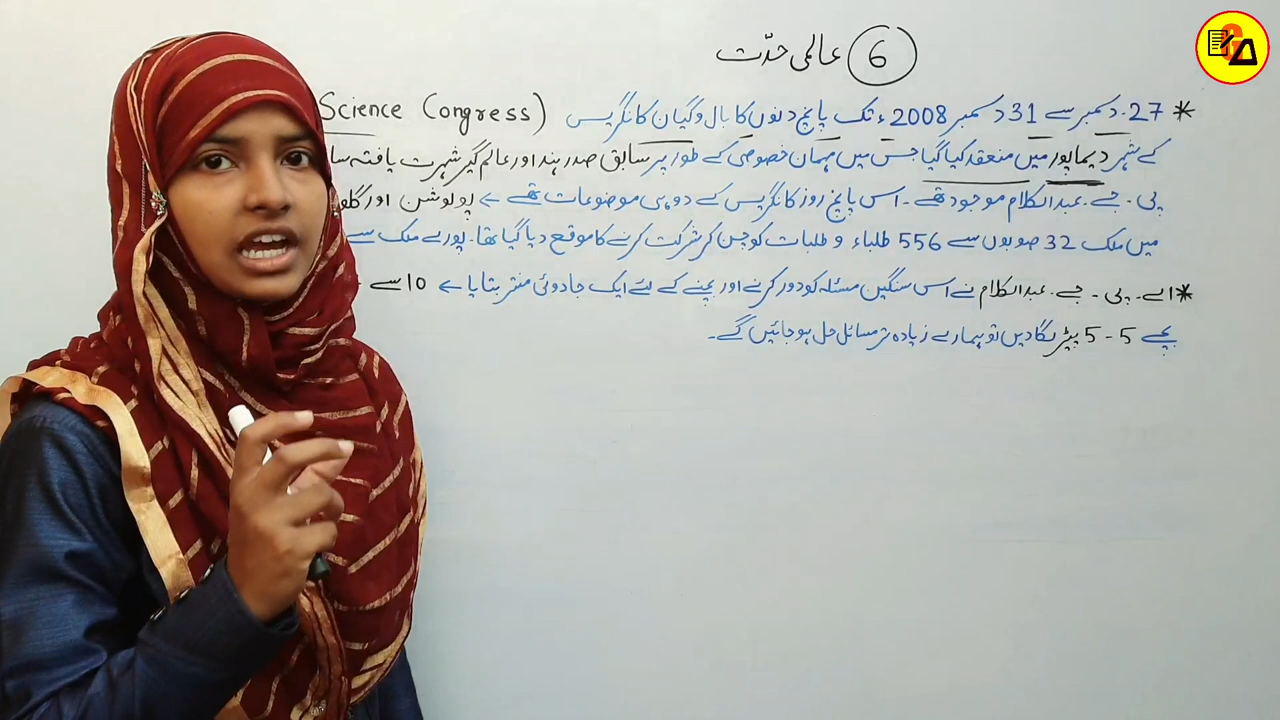 6 عالمی حدّت
* 27 دسمبر سے 31 دسمبر 2008ء تک پانچ دنوں کا بال وگیان کانگریس (Science Congress
کے شہر دیماپور میں منعقد کیا گیا جس میں مہمان خصوصی کے طور پر سابق صدر ہند اور عالم گیر شہرت یافتہ سا
پی۔ جے۔ عبدالکلام موجود تھے۔ اس پانچ روز کانگریس کے دو ہی موضوعات تھے ← پولوشن اور گلو
میں ملک 32 صوبوں سے 556 طلباء و طلبات کو چن کر شرکت کرنے کا موقع دیا گیا تھا۔ پورے ملک سے
* اے۔ پی۔ جے۔ عبدالکلام نے اس سنگین مسئلہ کو دور کرنے اور بچنے کے لئے ایک جادوئی منتر بتایا ← 10 سے
بچے 5 - 5 پیڑ لگا دیں تو ہمارے زیادہ تر مسائل حل ہو جائیں گے۔